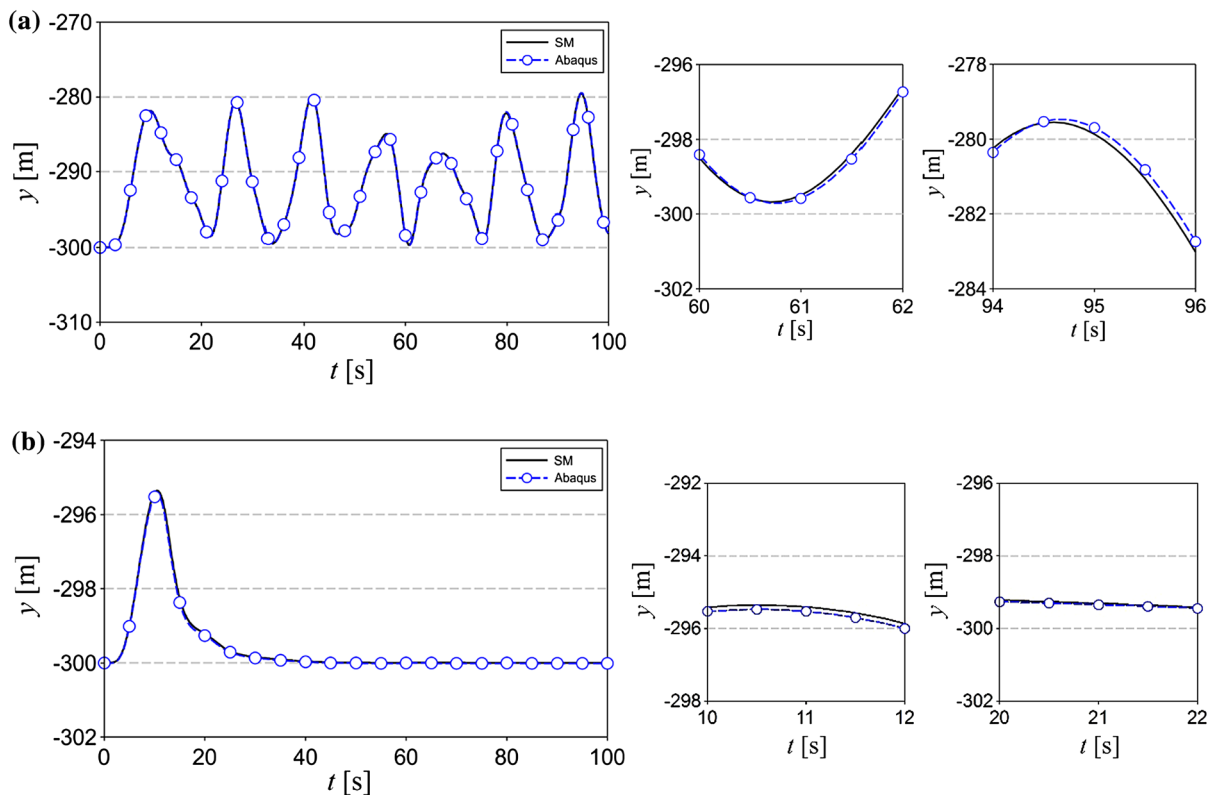 (a)
y [m]
-270
-280
-290
-300
-310
SM
Abaqus
0 20 40 60 80 100
t [s]
y [m]
-296
-298
-300
-302
60 61 62
t [s]
y [m]
-278
-280
-282
-284
94 95 96
t [s]
(b)
y [m]
-294
-296
-298
-300
-302
SM
Abaqus
0 20 40 60 80 100
t [s]
y [m]
-292
-294
-296
-298
10 11 12
t [s]
y [m]
-296
-298
-300
-302
20 21 22
t [s]